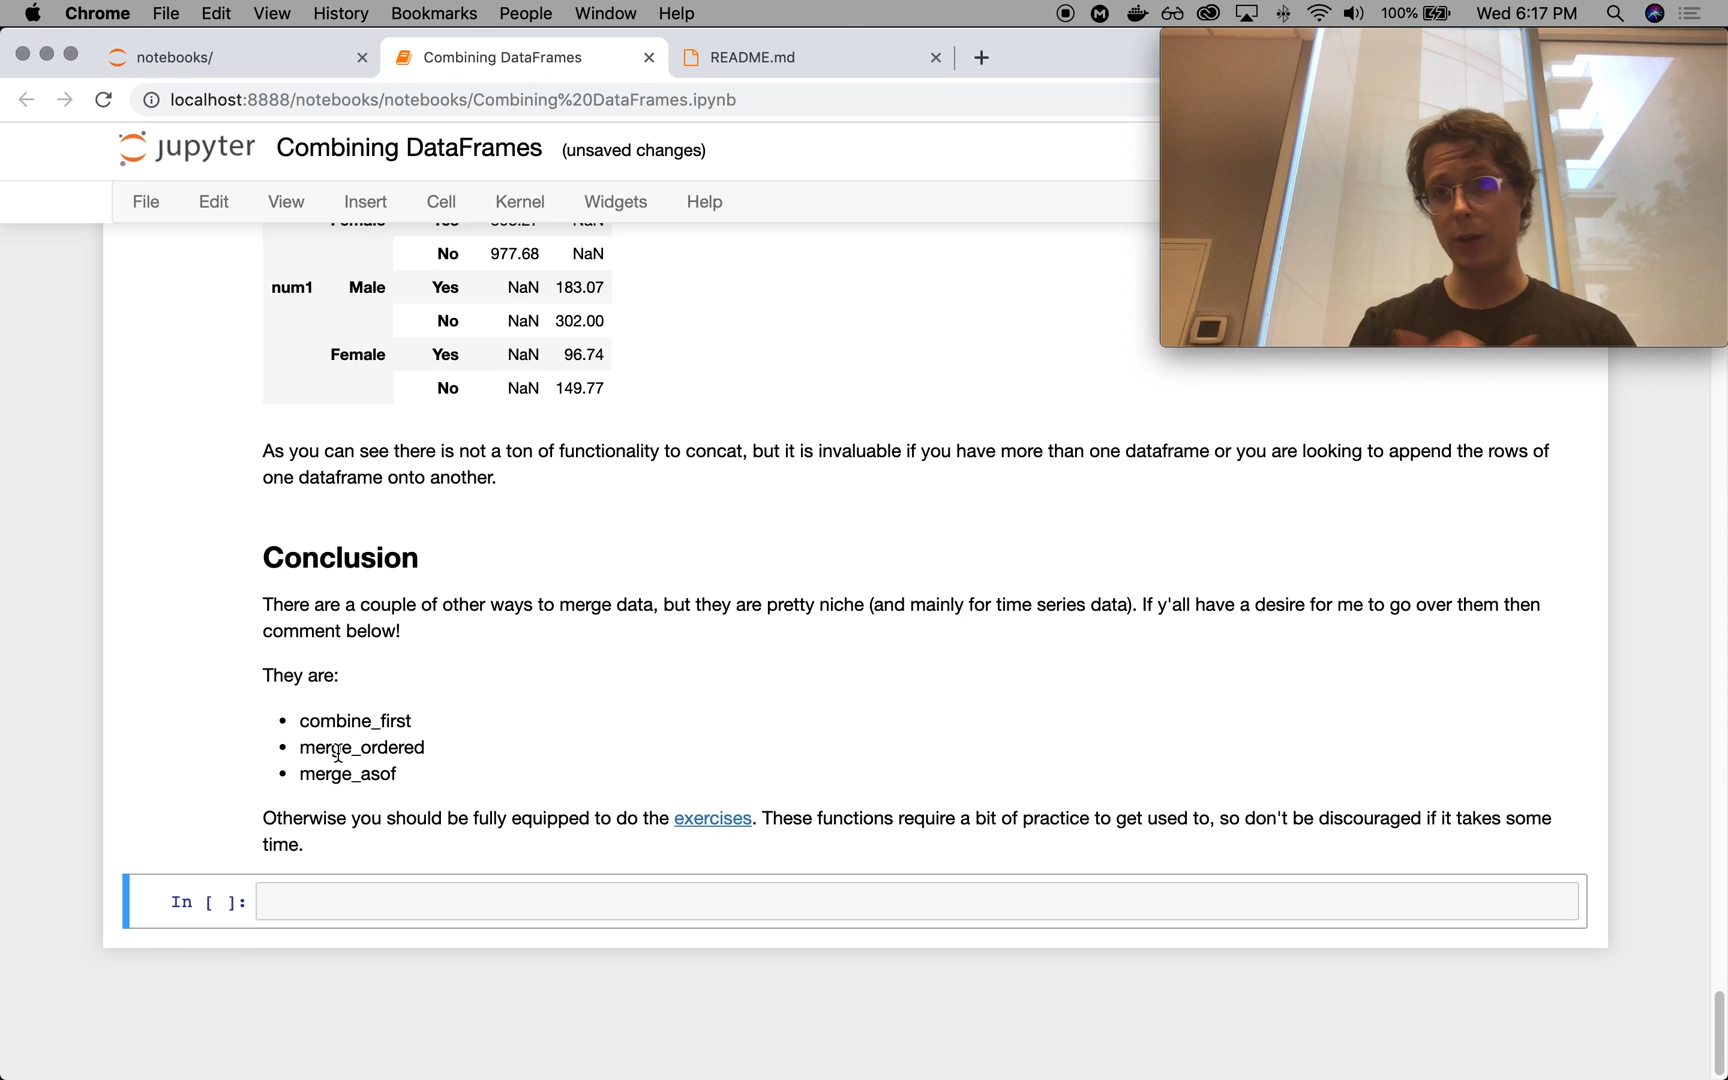 Chrome File Edit View History Bookmarks People Window Help 100% Wed 6:17 PM
notebooks/ Combining DataFrames README.md
localhost:8888/notebooks/notebooks/Combining%20DataFrames.ipynb
jupyter Combining DataFrames (unsaved changes)
File Edit View Insert Cell Kernel Widgets Help
No 977.68 NaN
num1 Male Yes NaN 183.07
No NaN 302.00
Female Yes NaN 96.74
No NaN 149.77
As you can see there is not a ton of functionality to concat, but it is invaluable if you have more than one dataframe or you are looking to append the rows of
one dataframe onto another.
Conclusion
There are a couple of other ways to merge data, but they are pretty niche (and mainly for time series data). If y'all have a desire for me to go over them then
comment below!
They are:
• combine_first
• merge_ordered
• merge_asof
Otherwise you should be fully equipped to do the exercises. These functions require a bit of practice to get used to, so don't be discouraged if it takes some
time.
In [ ]: